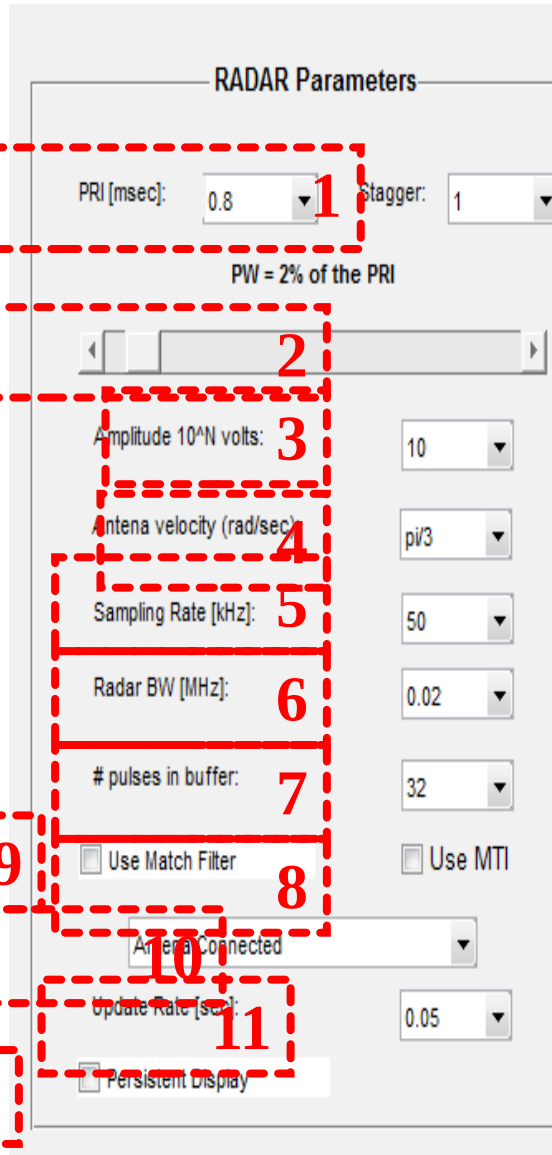 RADAR Parameters
PRI [msec]: 0.8 1 Stagger: 1
PW = 2% of the PRI
2
Amplitude 10^N volts: 3 10
Antena velocity (rad/sec): 4 pi/3
Sampling Rate [kHz]: 5 50
Radar BW [MHz]: 6 0.02
# pulses in buffer: 7 32
9 Use Match Filter 8 Use MTI
Antena Connected 10
Update Rate [sec]: 11 0.05
Persistent Display